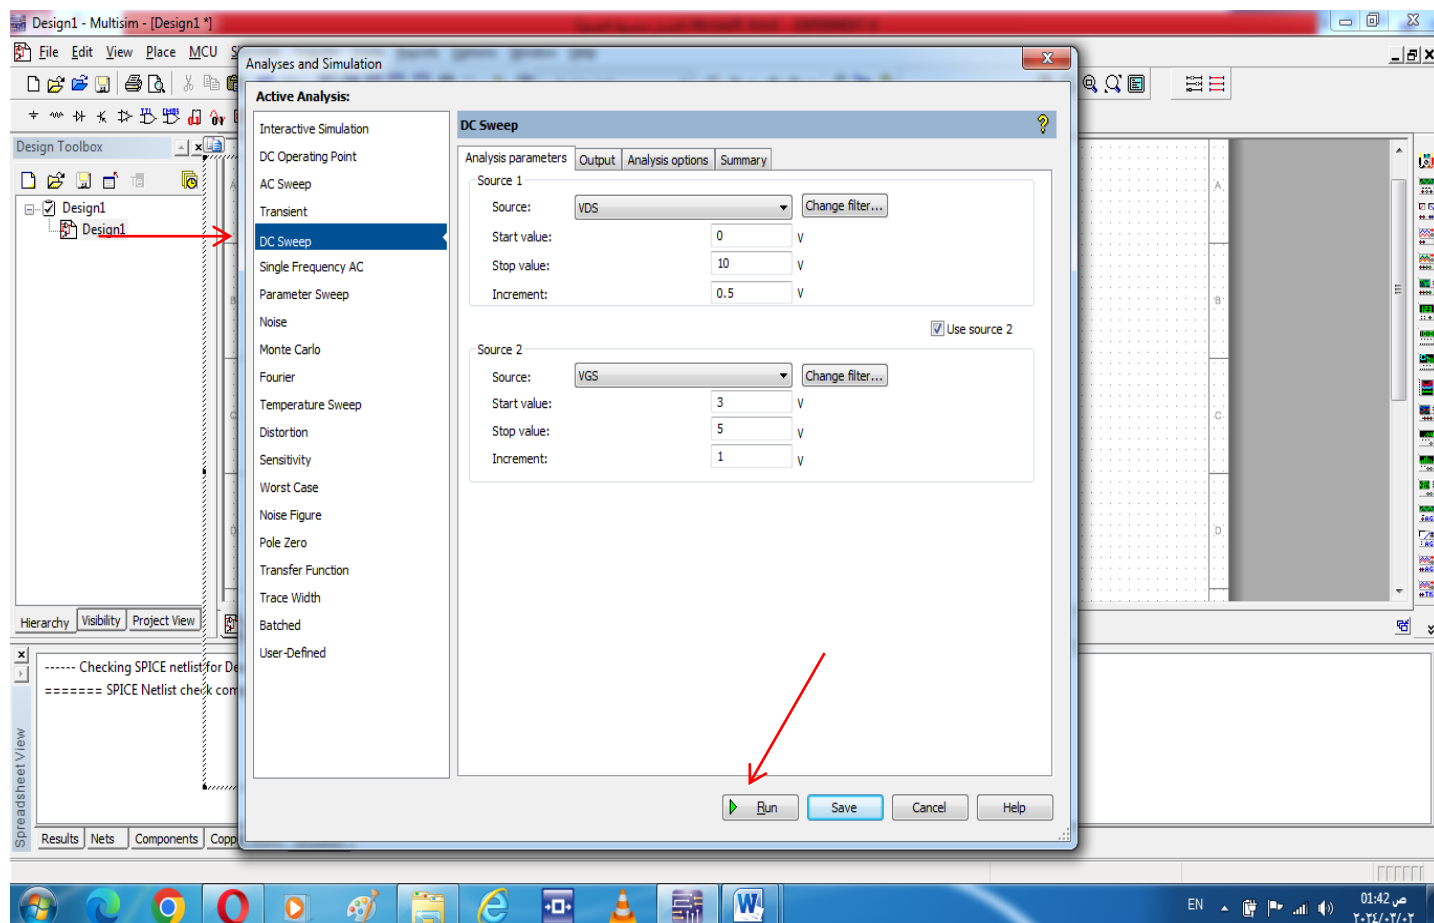 Design1 - Multisim - [Design1 *]
File Edit View Place MCU S
Analyses and Simulation
Active Analysis:
Design Toolbox
Design1
Design1
Interactive Simulation
DC Operating Point
AC Sweep
Transient
DC Sweep
Single Frequency AC
Parameter Sweep
Noise
Monte Carlo
Fourier
Temperature Sweep
Distortion
Sensitivity
Worst Case
Noise Figure
Pole Zero
Transfer Function
Trace Width
Batched
User-Defined
DC Sweep
Analysis parameters Output Analysis options Summary
Source 1
Source: VDS Change filter...
Start value: 0 V
Stop value: 10 V
Increment: 0.5 V
Use source 2
Source 2
Source: VGS Change filter...
Start value: 3 V
Stop value: 5 V
Increment: 1 V
Run Save Cancel Help
A
B
C
D
A
B
C
D
Hierarchy Visibility Project View
------ Checking SPICE netlist for De
======= SPICE Netlist check com
Spreadsheet View
Results Nets Components Copp
EN
01:42 ص
٢٠٢٤/٠٣/٠٢